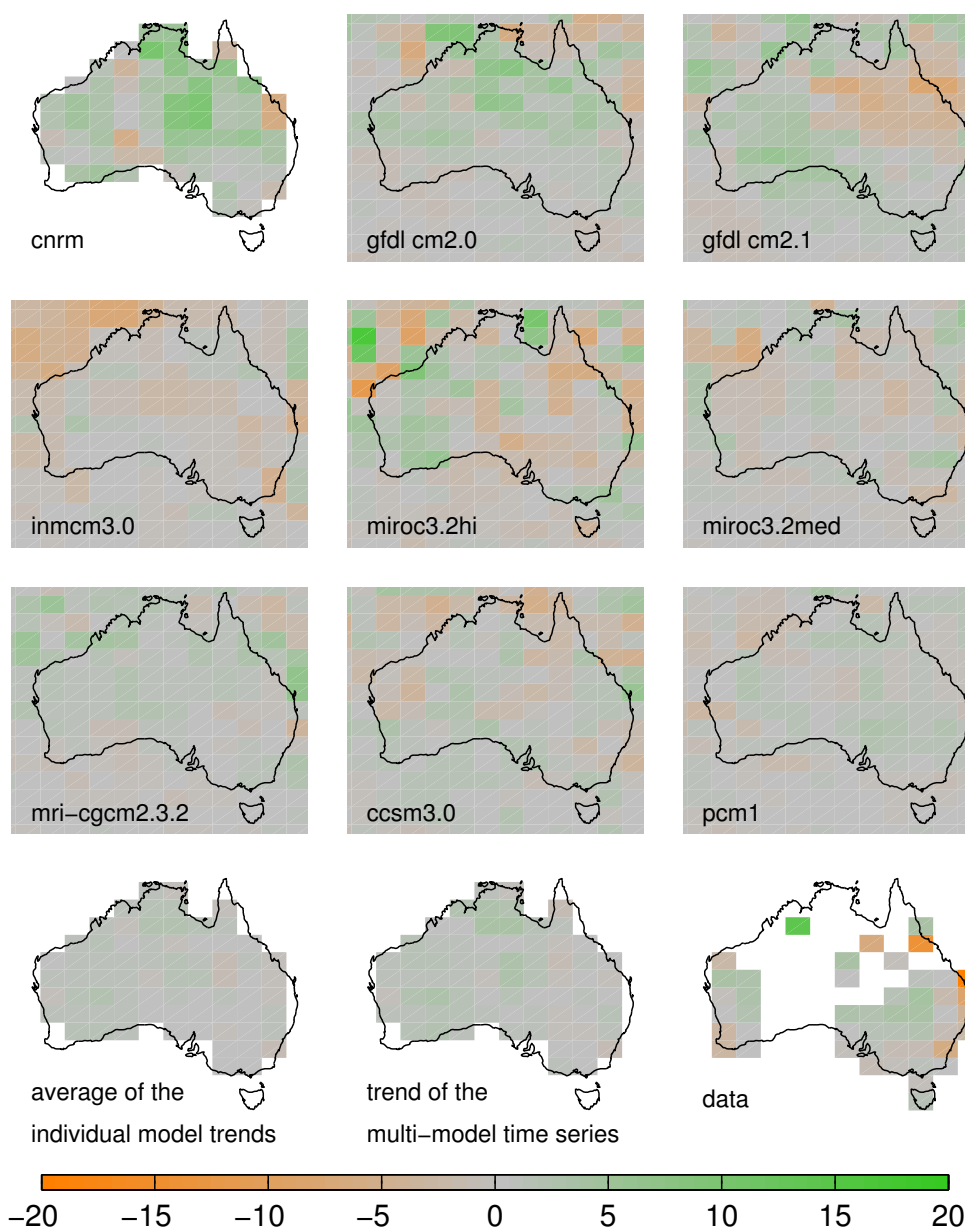 cnrm
gfdl cm2.0
gfdl cm2.1
inmcm3.0
miroc3.2hi
miroc3.2med
mri−cgcm2.3.2
ccsm3.0
pcm1
average of the
individual model trends
trend of the
multi−model time series
data
−20 −15 −10 −5 0 5 10 15 20